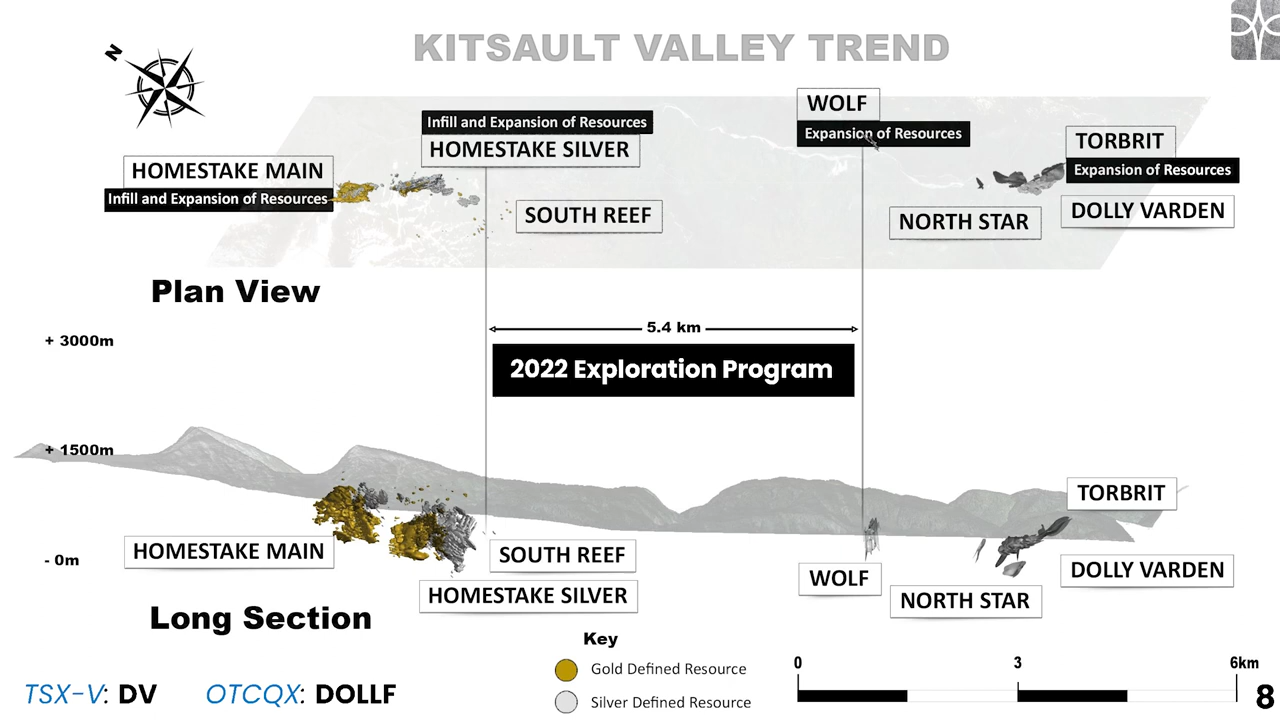 KITSAULT VALLEY TREND
N
WOLF
Expansion of Resources
Infill and Expansion of Resources
HOMESTAKE SILVER
TORBRIT
Expansion of Resources
HOMESTAKE MAIN
Infill and Expansion of Resources
SOUTH REEF
NORTH STAR
DOLLY VARDEN
Plan View
5.4 km
+ 3000m
2022 Exploration Program
+ 1500m
TORBRIT
HOMESTAKE MAIN
- 0m
SOUTH REEF
DOLLY VARDEN
WOLF
HOMESTAKE SILVER
NORTH STAR
Long Section
Key
Gold Defined Resource
Silver Defined Resource
0 3 6km
TSX-V: DV OTCQX: DOLLF
8